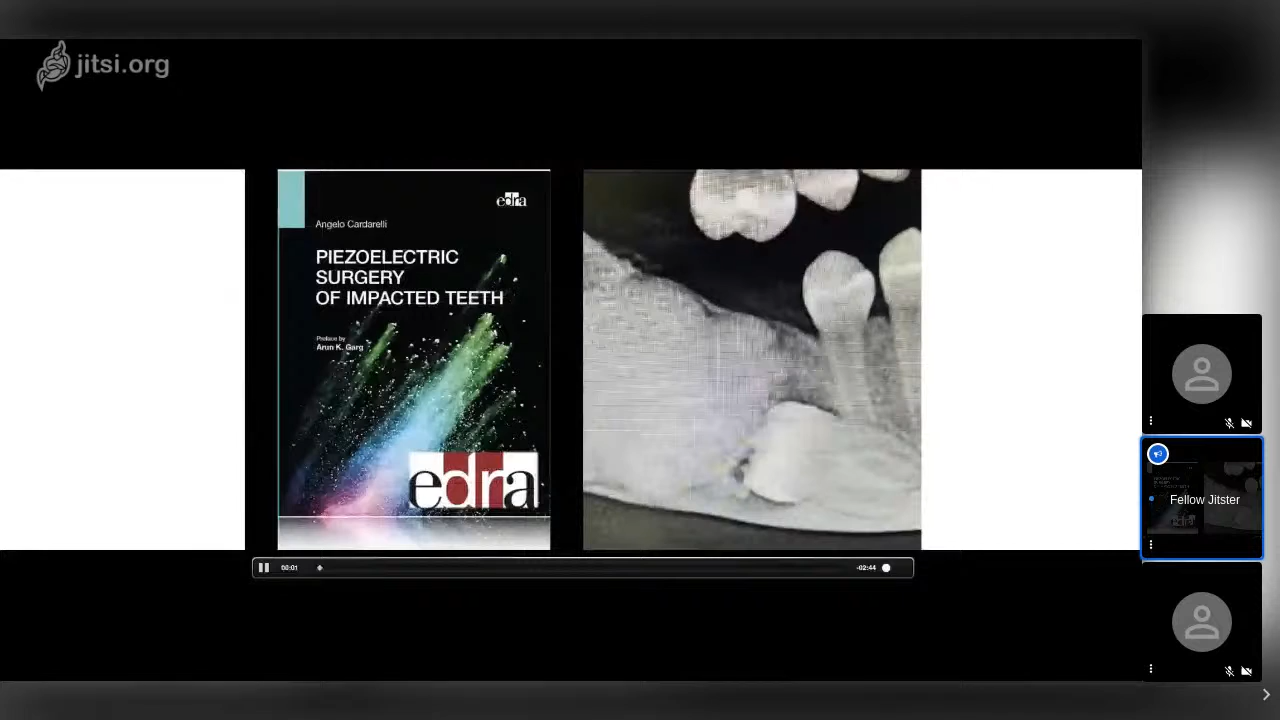 jitsi.org
edra
Angelo Cardarelli
PIEZOELECTRIC
SURGERY
OF IMPACTED TEETH
Preface by
Arun K. Garg
edra
00:01
-02:44
Fellow Jitster